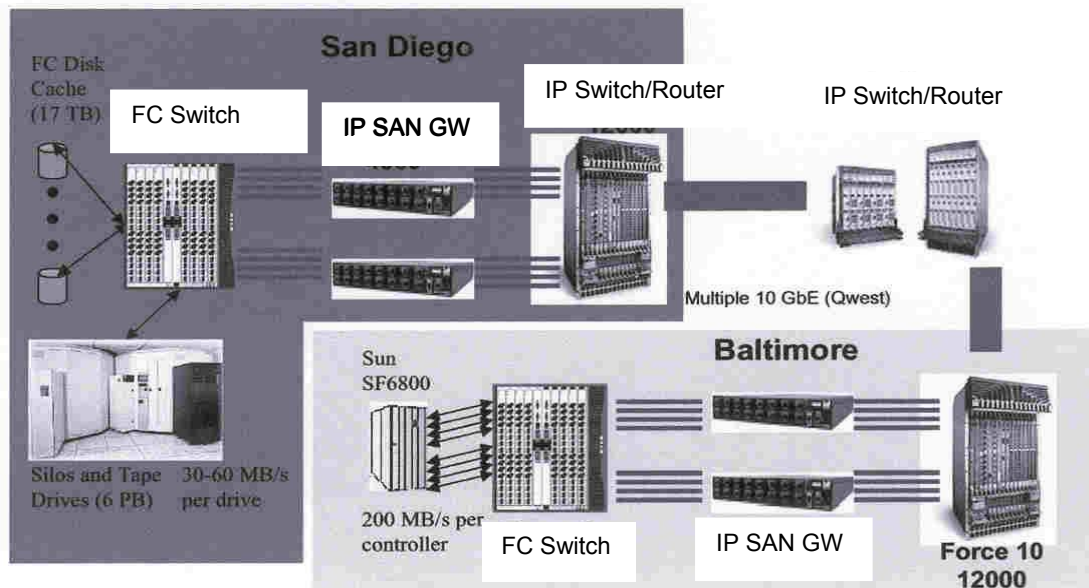 San Diego
FC Disk
Cache
(17 TB)
FC Switch
IP SAN GW
IP Switch/Router
12000
IP Switch/Router
Multiple 10 GbE (Qwest)
Silos and Tape
Drives (6 PB)
30-60 MB/s
per drive
Baltimore
Sun
SF6800
200 MB/s per
controller
FC Switch
IP SAN GW
Force 10
12000